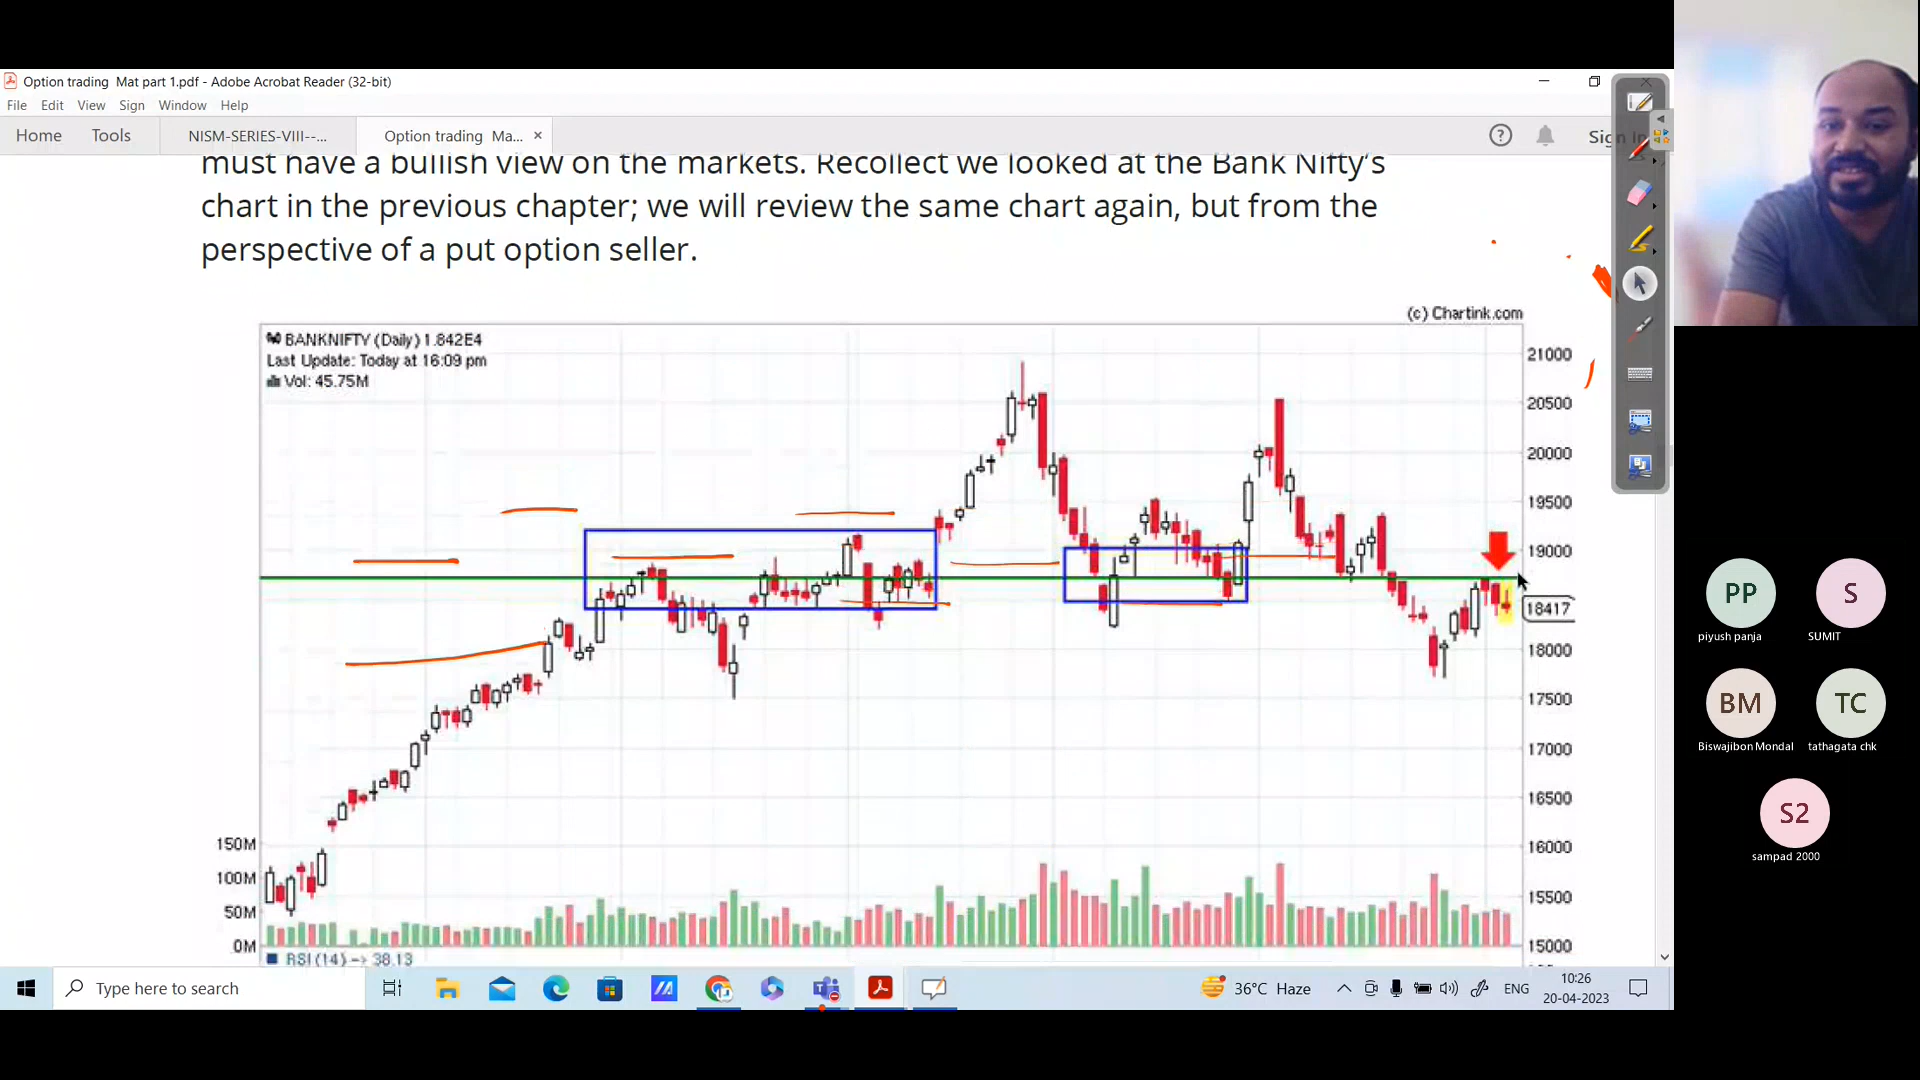 Option trading Mat part 1.pdf - Adobe Acrobat Reader (32-bit)
File Edit View Sign Window Help
Home Tools NISM-SERIES-VIII--... Option trading Ma... Sign In
must have a bullish view on the markets. Recollect we looked at the Bank Nifty's
chart in the previous chapter; we will review the same chart again, but from the
perspective of a put option seller.
(c) Chartink.com
BANKNIFTY (Daily) 1.842E4
Last Update: Today at 16:09 pm
Vol: 45.75M
21000
20500
20000
19500
19000
18417
18000
17500
17000
16500
16000
15500
15000
150M
100M
50M
0M
RSI (14) -> 38.13
PP
piyush panja
S
SUMIT
BM
Biswajibon Mondal
TC
tathagata chk
S2
sampad 2000
Type here to search
36°C Haze
ENG
10:26
20-04-2023